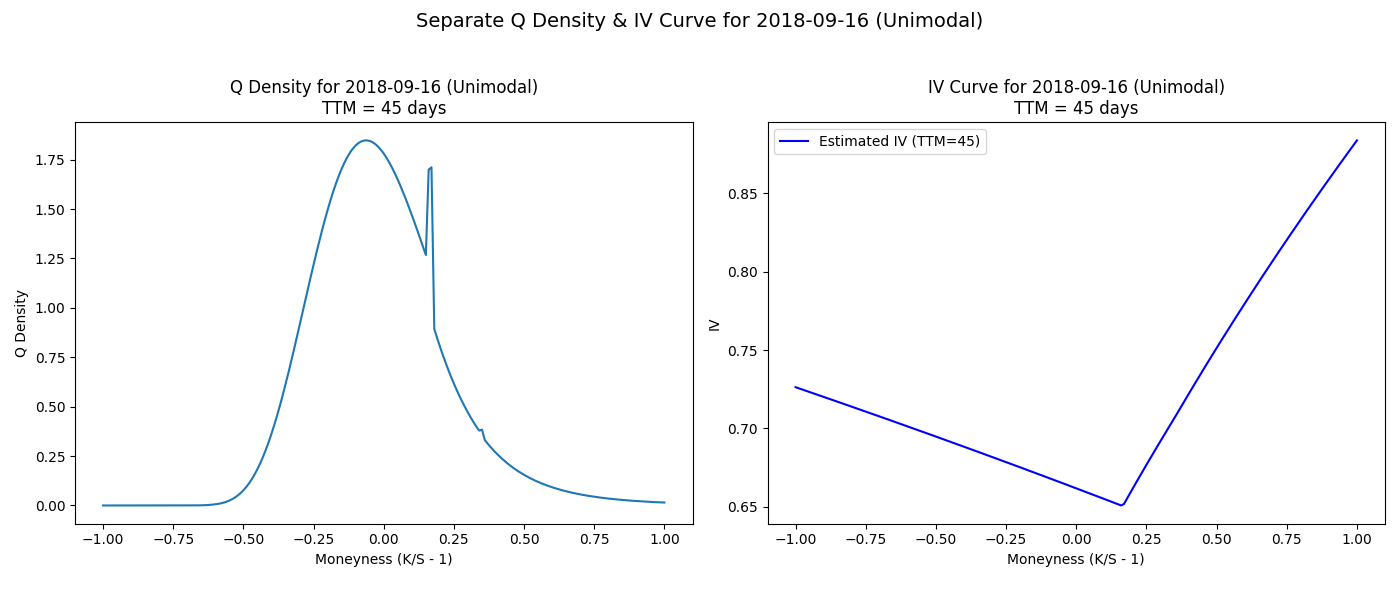 Separate Q Density & IV Curve for 2018-09-16 (Unimodal)
Q Density for 2018-09-16 (Unimodal)
TTM = 45 days
Q Density
1.75
1.50
1.25
1.00
0.75
0.50
0.25
0.00
−1.00 −0.75 −0.50 −0.25 0.00 0.25 0.50 0.75 1.00
Moneyness (K/S - 1)
IV Curve for 2018-09-16 (Unimodal)
TTM = 45 days
Estimated IV (TTM=45)
IV
0.85
0.80
0.75
0.70
0.65
−1.00 −0.75 −0.50 −0.25 0.00 0.25 0.50 0.75 1.00
Moneyness (K/S - 1)